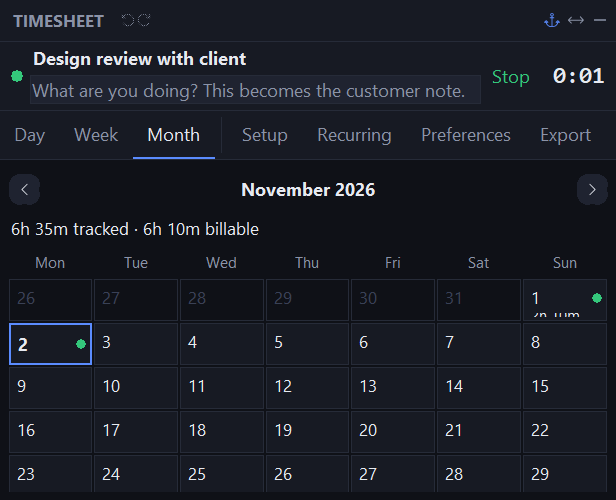 TIMESHEET
Design review with client
What are you doing? This becomes the customer note.
Stop
0:01
Day Week Month Setup Recurring Preferences Export
November 2026
6h 35m tracked · 6h 10m billable
Mon Tue Wed Thu Fri Sat Sun
26 27 28 29 30 31 1
2 3 4 5 6 7 8
9 10 11 12 13 14 15
16 17 18 19 20 21 22
23 24 25 26 27 28 29